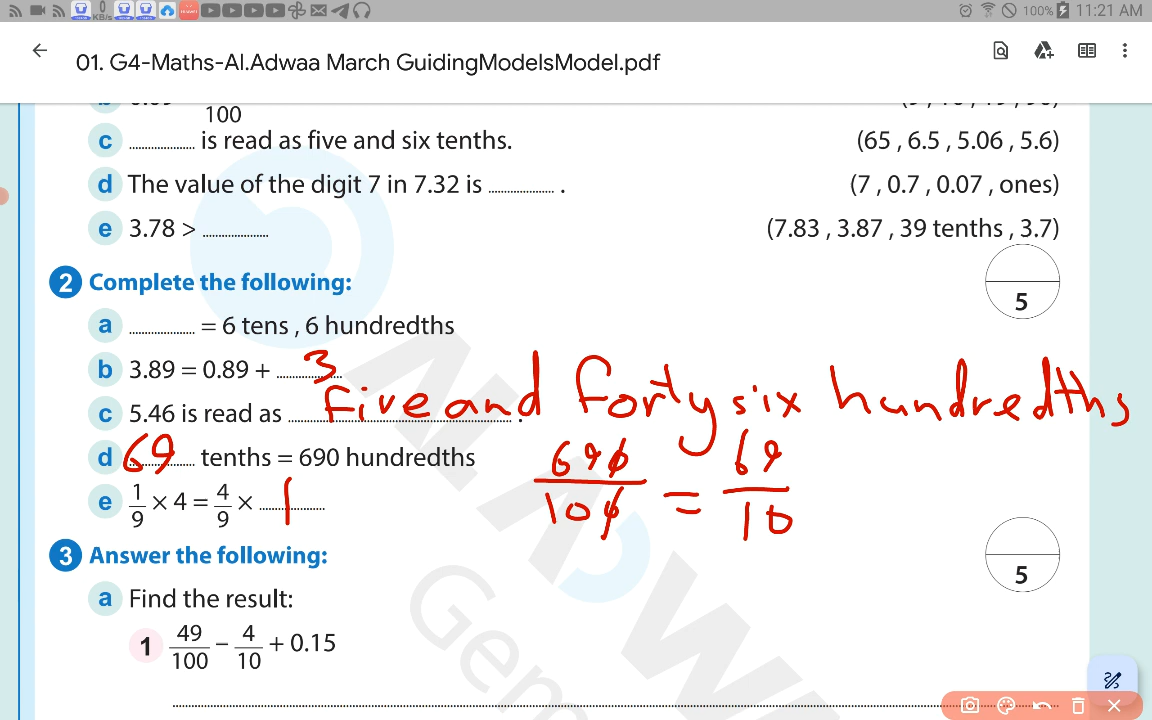 KB/s 100% 11:21 AM
01. G4-Maths-Al.Adwaa March GuidingModelsModel.pdf
100
c .................... is read as five and six tenths. (65 , 6.5 , 5.06 , 5.6)
d The value of the digit 7 in 7.32 is .................... . (7 , 0.7 , 0.07 , ones)
e 3.78 > .................... (7.83 , 3.87 , 39 tenths , 3.7)
2 Complete the following: 5
a .................... = 6 tens , 6 hundredths
b 3.89 = 0.89 + 3
c 5.46 is read as five and forty six hundredths.
d 69 tenths = 690 hundredths 690/100 = 69/10
e 1/9 × 4 = 4/9 × 1
3 Answer the following: 5
a Find the result:
1 49/100 − 4/10 + 0.15
AL ADWAA
Gen